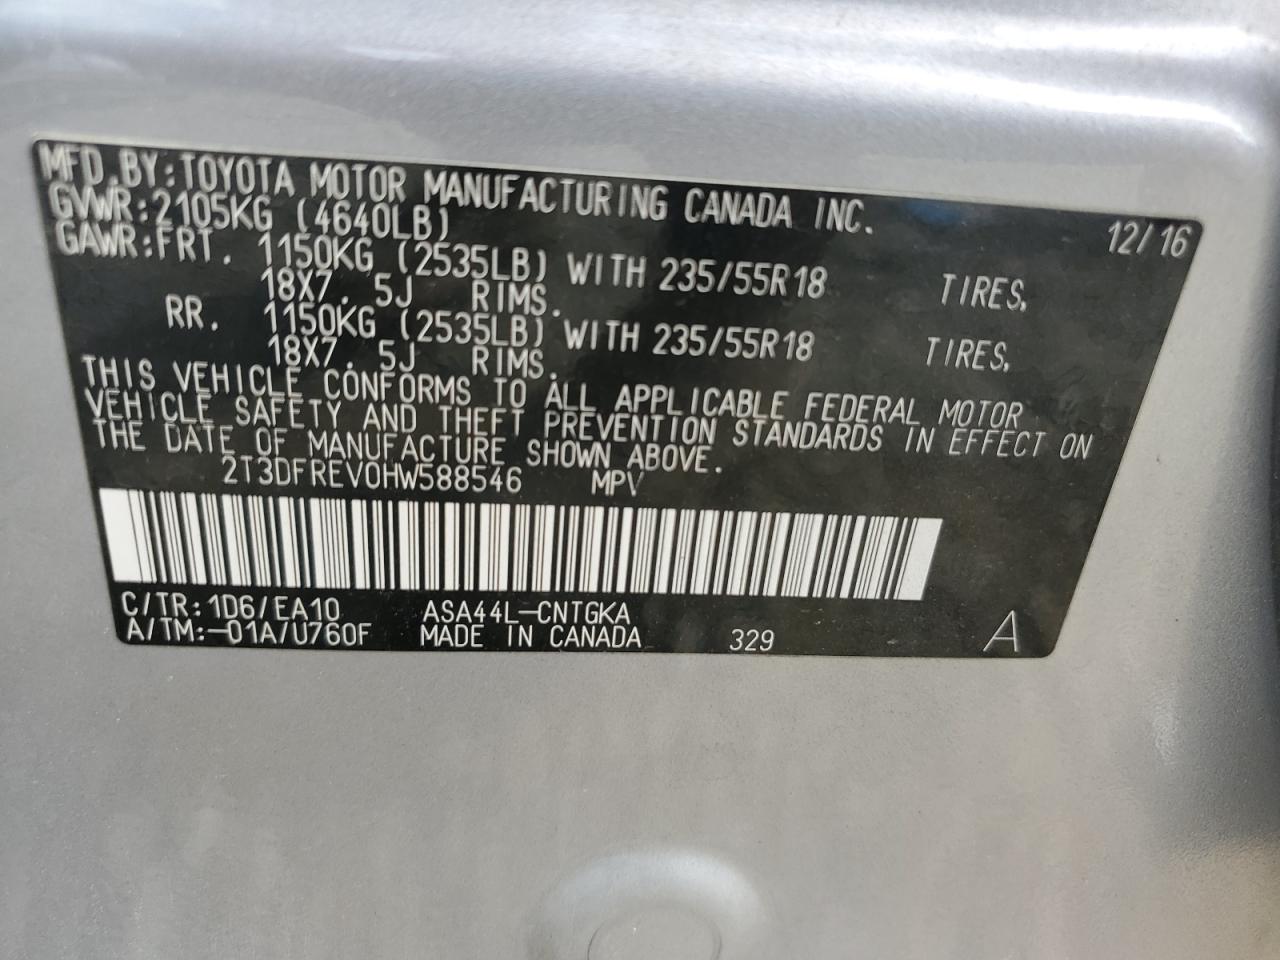 MFD.BY:TOYOTA MOTOR MANUFACTURING CANADA INC. 12/16
GVWR:2105KG (4640LB)
GAWR:FRT. 1150KG (2535LB) WITH 235/55R18 TIRES,
18X7.5J RIMS.
RR. 1150KG (2535LB) WITH 235/55R18 TIRES,
18X7.5J RIMS.
THIS VEHICLE CONFORMS TO ALL APPLICABLE FEDERAL MOTOR
VEHICLE SAFETY AND THEFT PREVENTION STANDARDS IN EFFECT ON
THE DATE OF MANUFACTURE SHOWN ABOVE.
2T3DFREV0HW588546 MPV
C/TR:1D6/EA10 ASA44L-CNTGKA
A/TM:-01A/U760F MADE IN CANADA 329 A